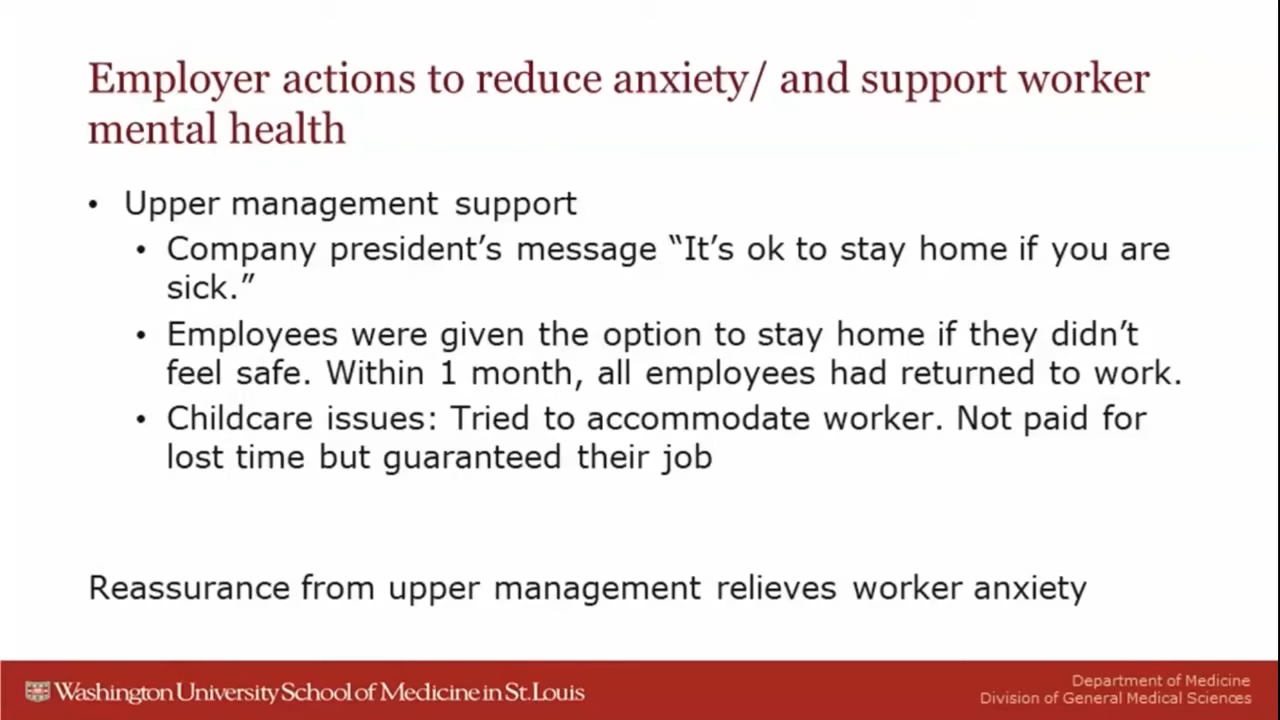 Employer actions to reduce anxiety/ and support worker
mental health
• Upper management support
• Company president’s message “It’s ok to stay home if you are
sick.”
• Employees were given the option to stay home if they didn’t
feel safe. Within 1 month, all employees had returned to work.
• Childcare issues: Tried to accommodate worker. Not paid for
lost time but guaranteed their job
Reassurance from upper management relieves worker anxiety
Washington University School of Medicine in St. Louis
Department of Medicine
Division of General Medical Sciences